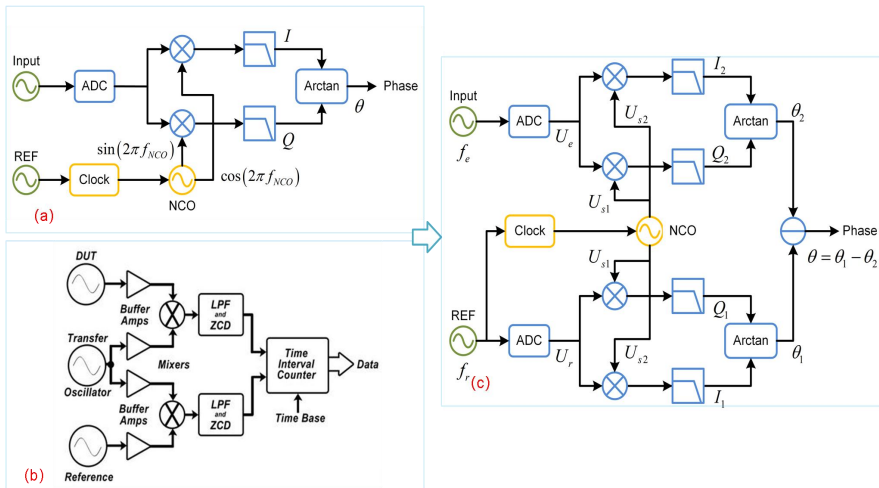 Input
ADC
I
Arctan
Phase
θ
Q
REF
Clock
sin(2πf_NCO)
cos(2πf_NCO)
NCO
(a)
DUT
Buffer
Amps
LPF
and
ZCD
Transfer
Oscillator
Mixers
Time
Interval
Counter
Data
Buffer
Amps
LPF
and
ZCD
Time Base
Reference
(b)
Input
f_e
ADC
U_e
U_s2
I_2
Arctan
θ_2
Q_2
U_s1
Clock
NCO
Phase
θ = θ_1 − θ_2
U_s1
REF
f_r
ADC
U_r
U_s2
Q_1
Arctan
θ_1
I_1
(c)